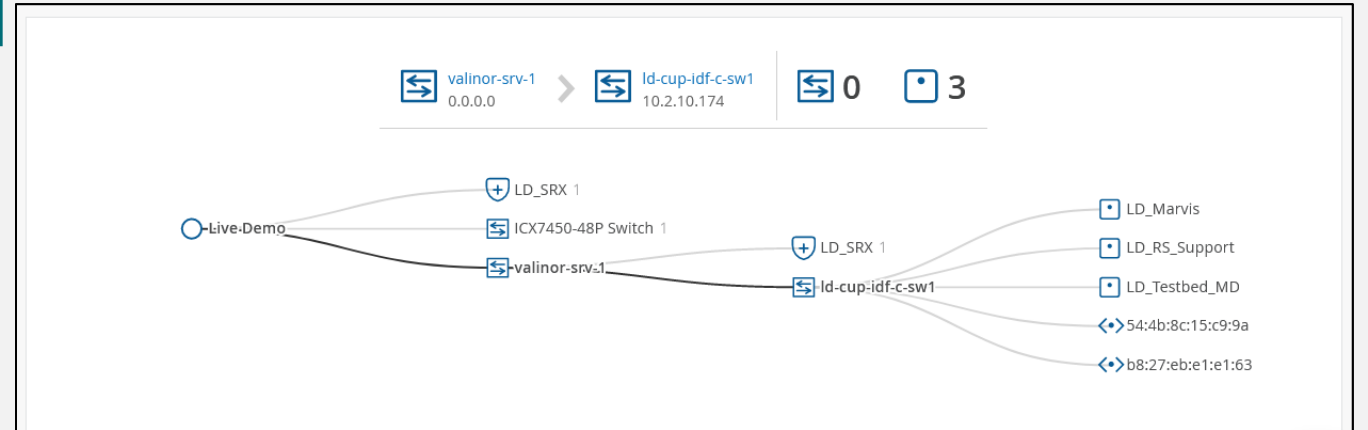 valinor-srv-1
0.0.0.0
ld-cup-idf-c-sw1
10.2.10.174
0
3
LD_SRX 1
Live-Demo
ICX7450-48P Switch 1
valinor-srv-1
LD_SRX 1
ld-cup-idf-c-sw1
LD_Marvis
LD_RS_Support
LD_Testbed_MD
54:4b:8c:15:c9:9a
b8:27:eb:e1:e1:63